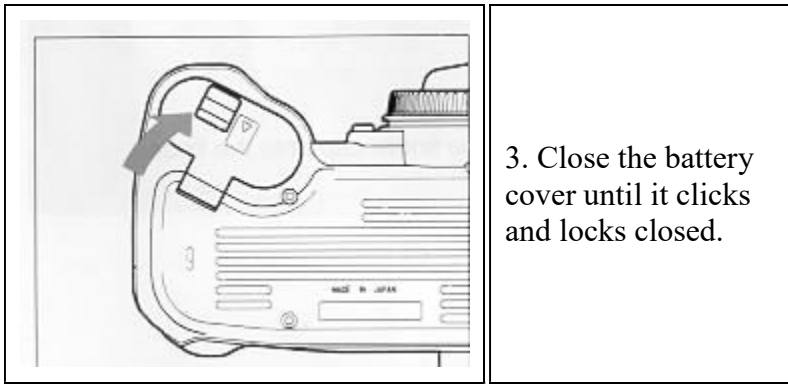 MADE IN JAPAN
3. Close the battery
cover until it clicks
and locks closed.